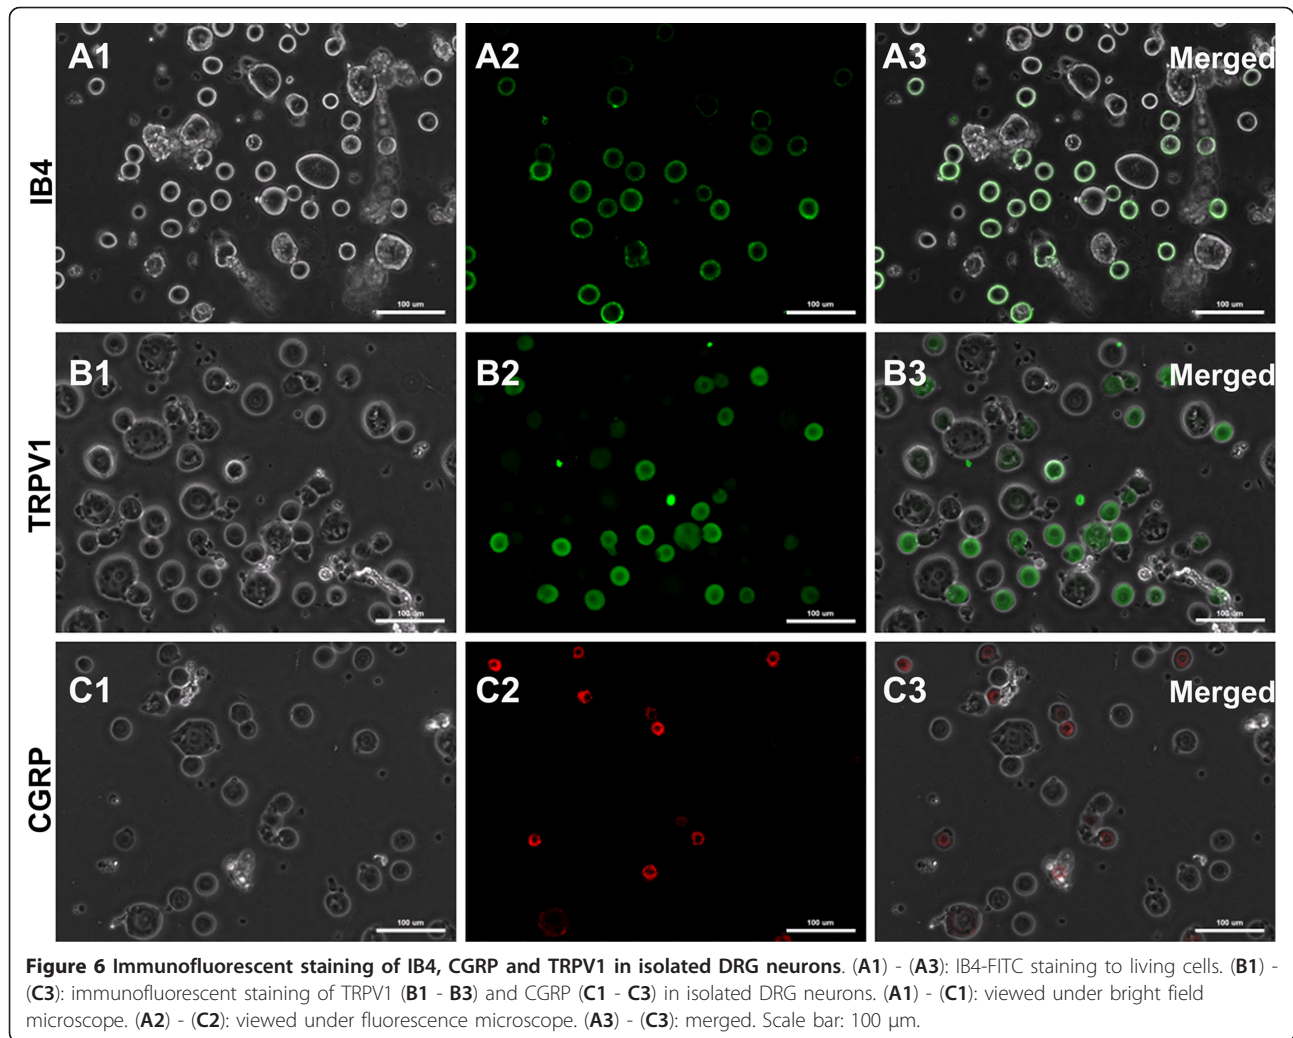 A1
A2
A3
Merged
IB4
100 um
100 um
100 um
B1
B2
B3
Merged
TRPV1
100 um
100 um
100 um
C1
C2
C3
Merged
CGRP
100 um
100 um
100 um
Figure 6 Immunofluorescent staining of IB4, CGRP and TRPV1 in isolated DRG neurons. (A1) - (A3): IB4-FITC staining to living cells. (B1) -
(C3): immunofluorescent staining of TRPV1 (B1 - B3) and CGRP (C1 - C3) in isolated DRG neurons. (A1) - (C1): viewed under bright field
microscope. (A2) - (C2): viewed under fluorescence microscope. (A3) - (C3): merged. Scale bar: 100 μm.